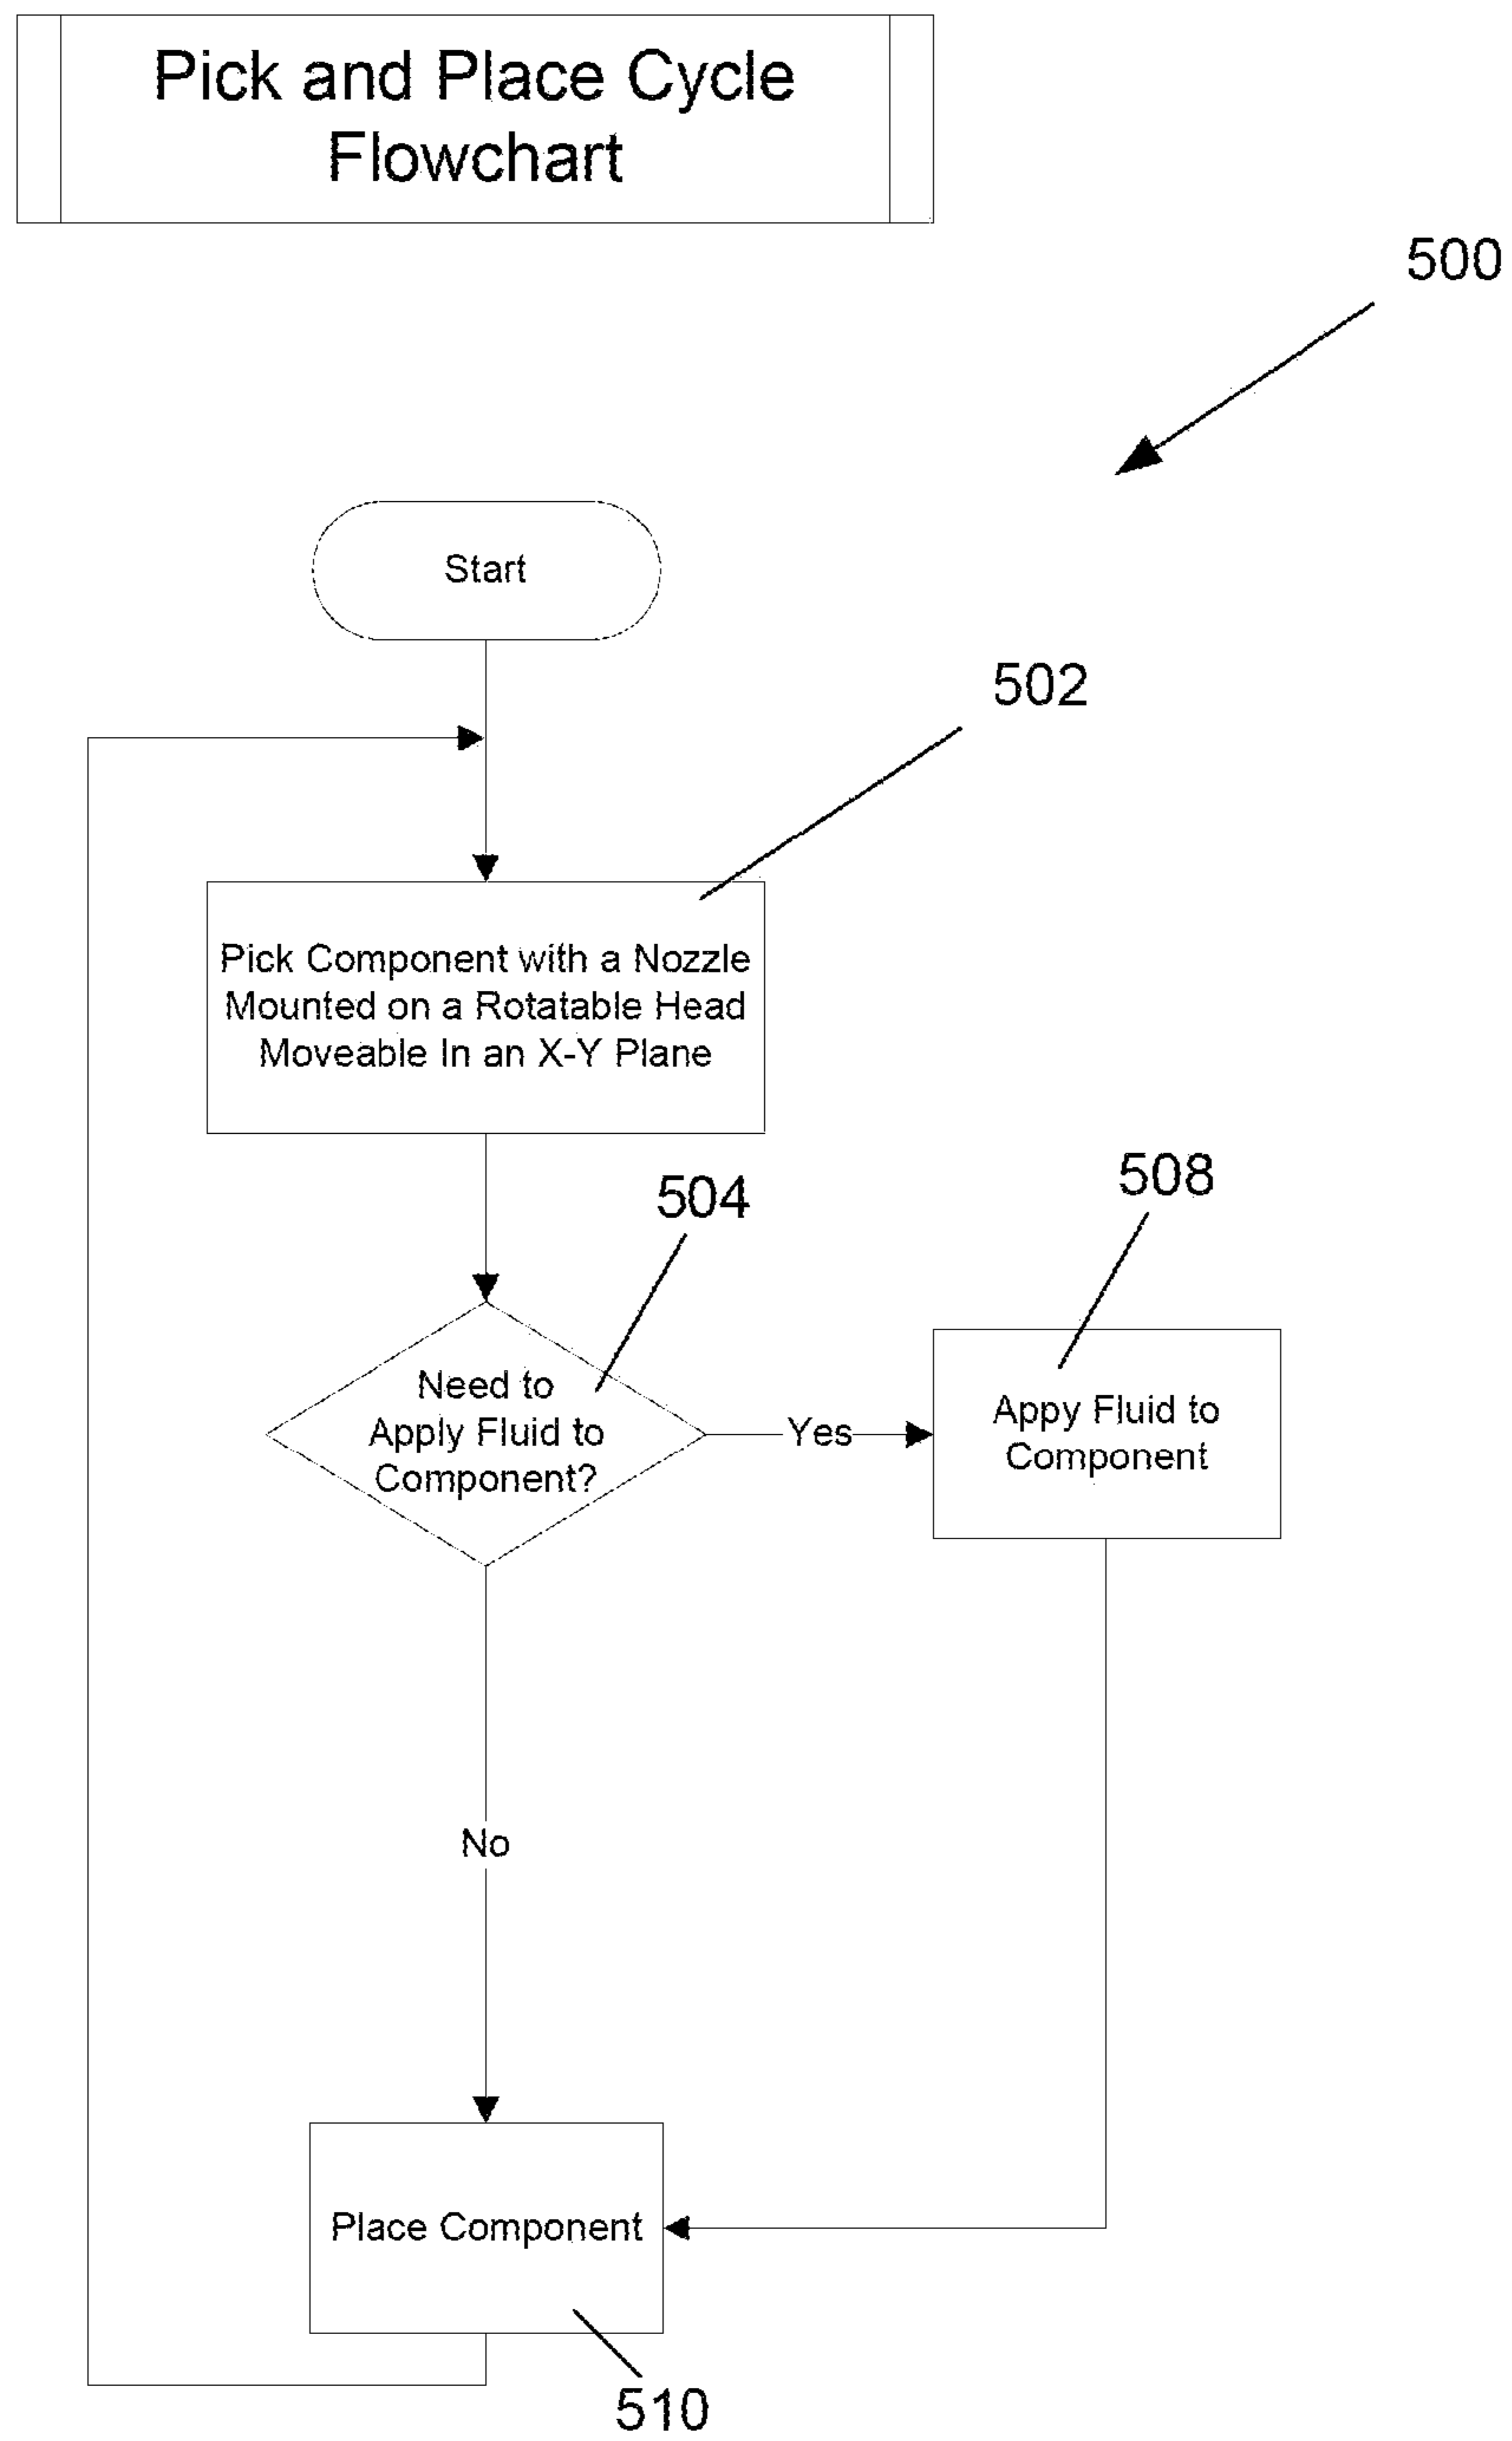 Pick and Place Cycle
Flowchart
500
Start
502
Pick Component with a Nozzle
Mounted on a Rotatable Head
Moveable In an X-Y Plane
504
508
Need to
Apply Fluid to
Component?
Yes
Appy Fluid to
Component
No
Place Component
510